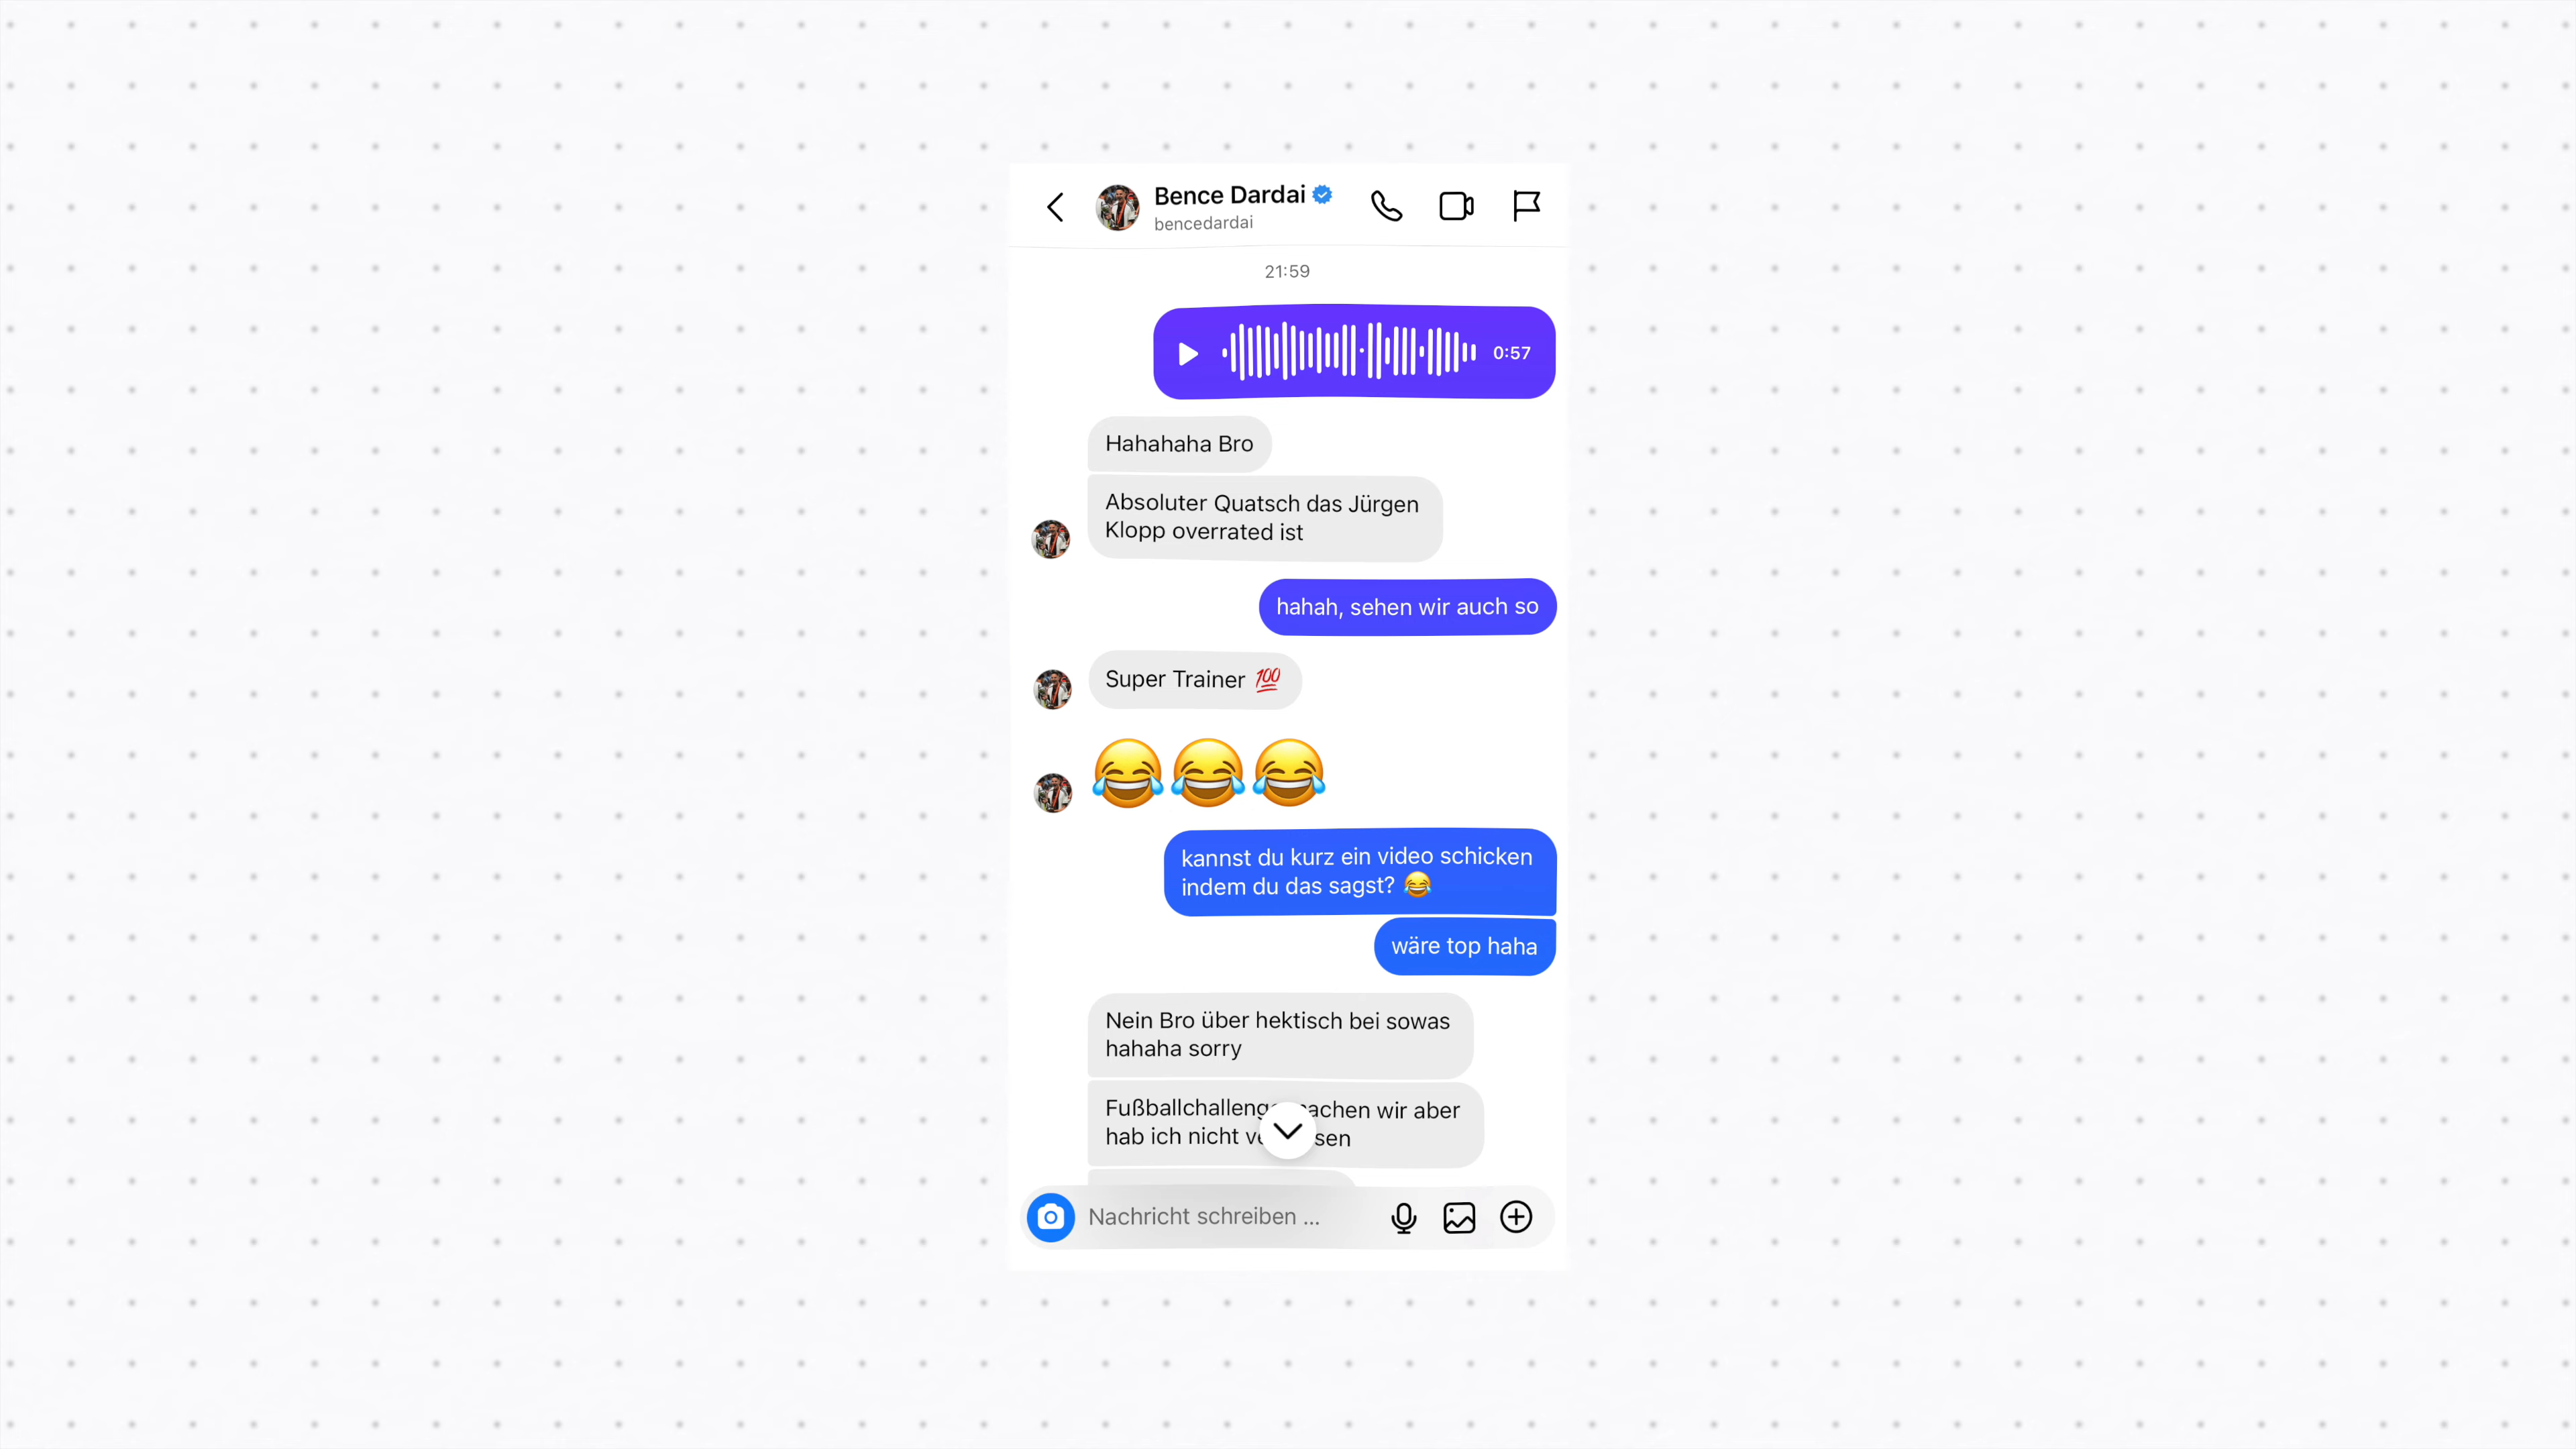 Bence Dardai
bencedardai
21:59
0:57
Hahahaha Bro
Absoluter Quatsch das Jürgen
Klopp overrated ist
hahah, sehen wir auch so
Super Trainer 💯
😂😂😂
kannst du kurz ein video schicken
indem du das sagst? 😂
wäre top haha
Nein Bro über hektisch bei sowas
hahaha sorry
wir aber
hab ich nicht
Nachricht schreiben ...